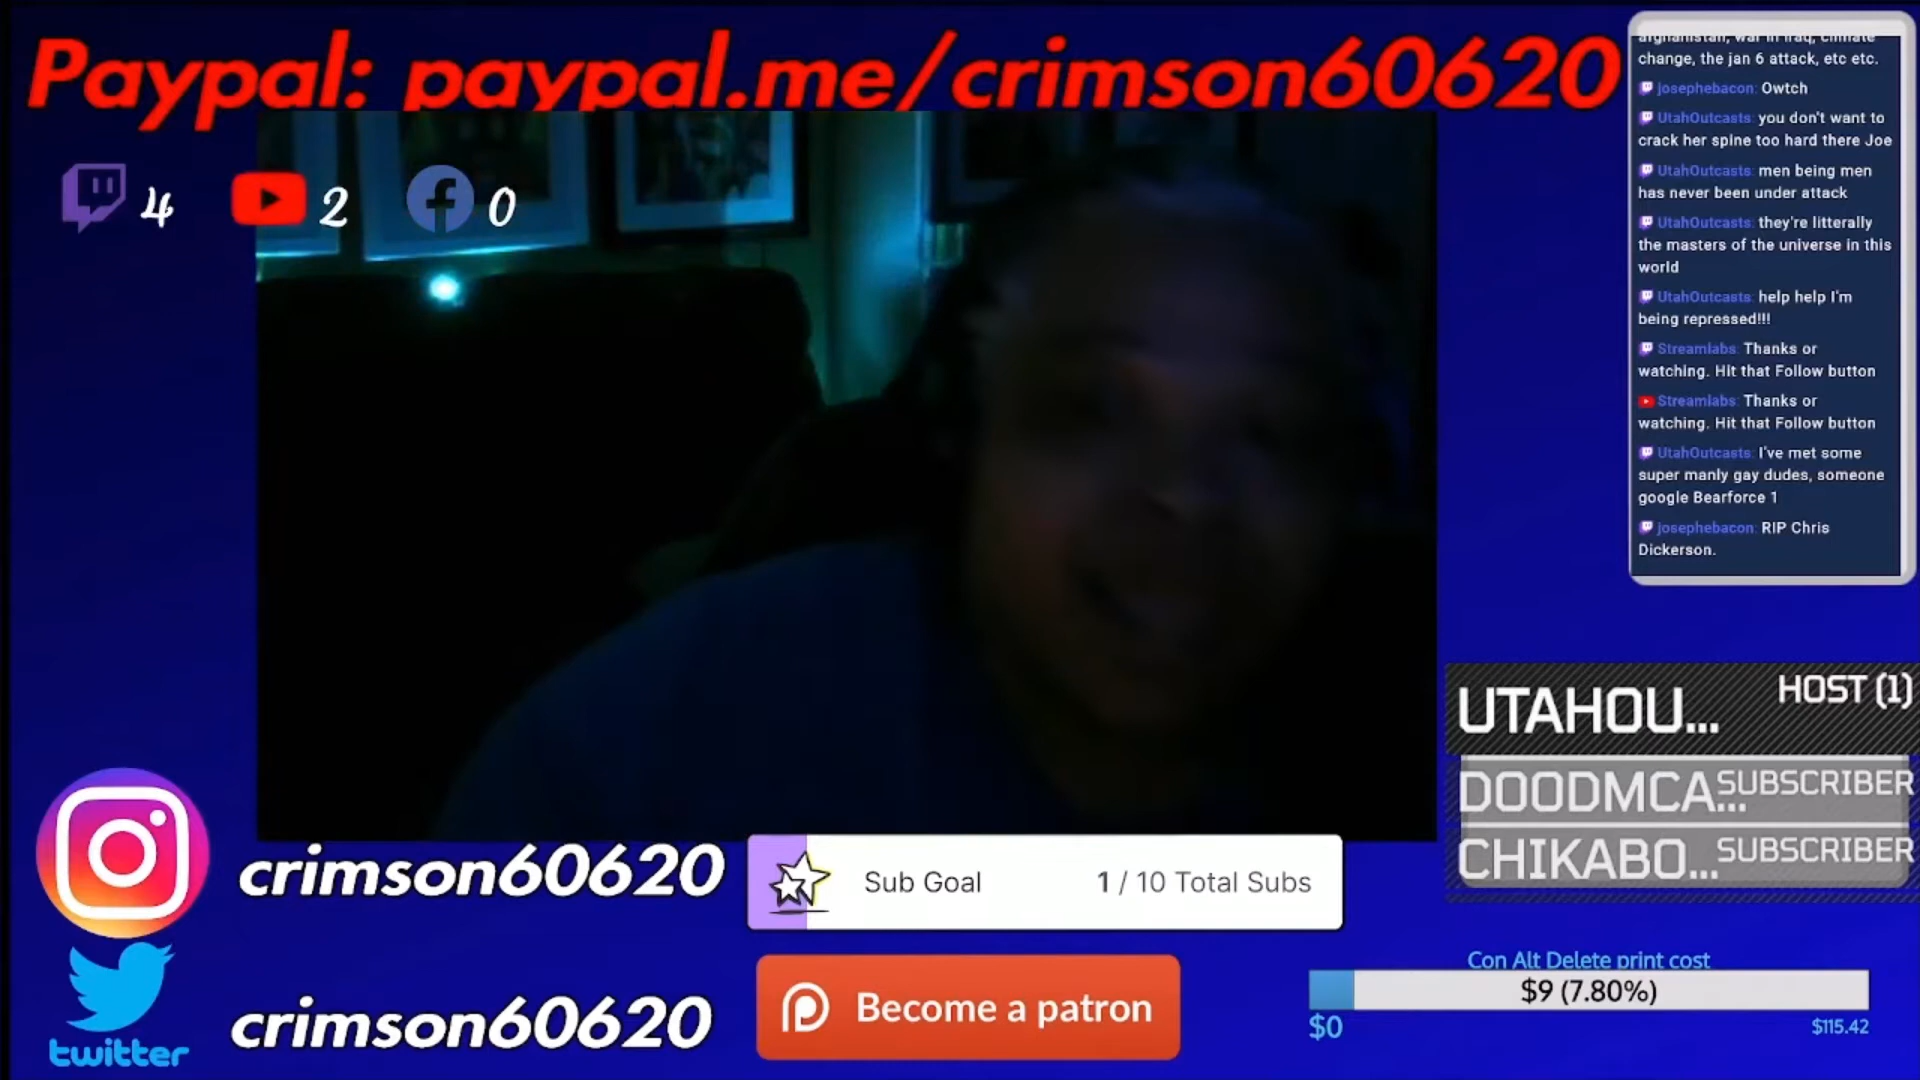 Paypal: paypal.me/crimson60620
4
2
0
afghanistan, war in iraq, climate
change, the jan 6 attack, etc etc.
josephebacon: Owtch
UtahOutcasts: you don't want to
crack her spine too hard there Joe
UtahOutcasts: men being men
has never been under attack
UtahOutcasts: they're litterally
the masters of the universe in this
world
UtahOutcasts: help help I'm
being repressed!!!
Streamlabs: Thanks or
watching. Hit that Follow button
Streamlabs: Thanks or
watching. Hit that Follow button
UtahOutcasts: I've met some
super manly gay dudes, someone
google Bearforce 1
josephebacon: RIP Chris
Dickerson.
UTAHOU... HOST (1)
DOODMCA... SUBSCRIBER
CHIKABO... SUBSCRIBER
crimson60620
Sub Goal 1 / 10 Total Subs
twitter
crimson60620
Become a patron
Con Alt Delete print cost
$9 (7.80%)
$0
$115.42